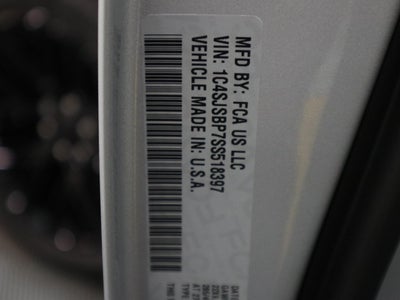 MFD BY: FCA US LLC
VIN: 1C4SJSBP7SS518397
VEHICLE MADE IN: U.S.A.